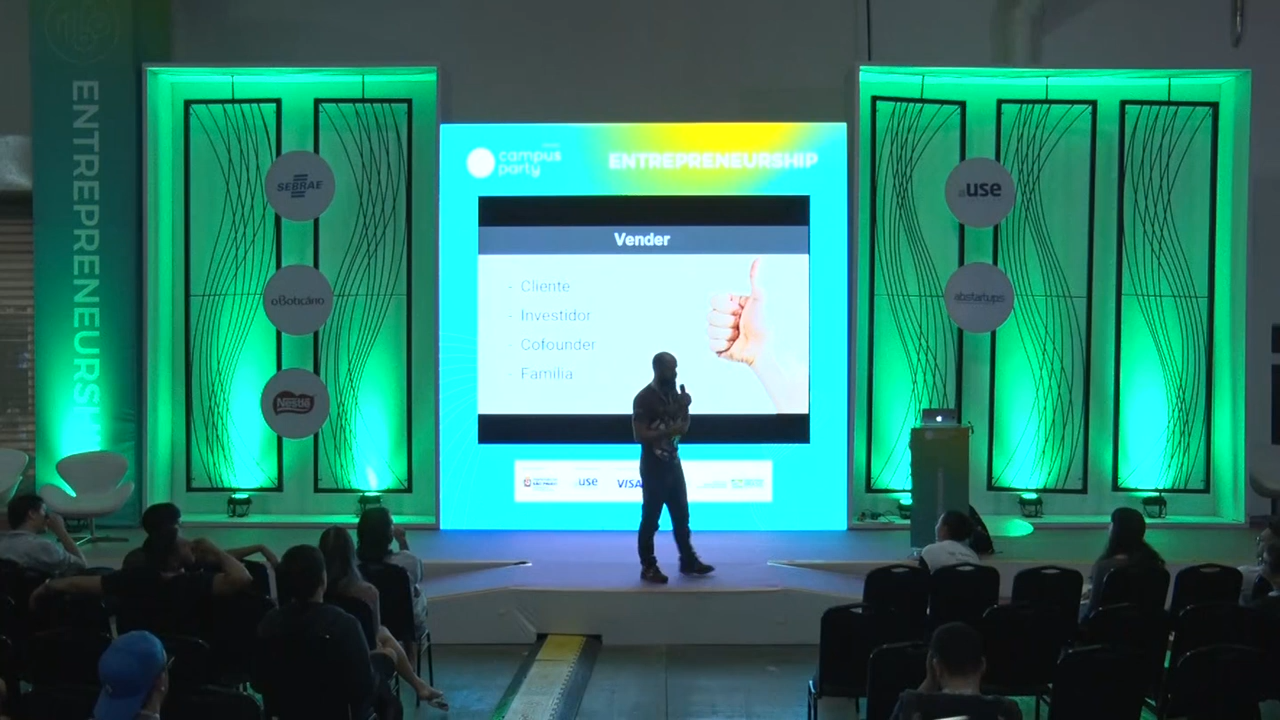 ENTREPRENEURSHIP
SEBRAE
oBoticário
Nestlé
campus
party
ENTREPRENEURSHIP
Vender
- Cliente
- Investidor
- Cofounder
- Família
use
VISA
use
abstartups